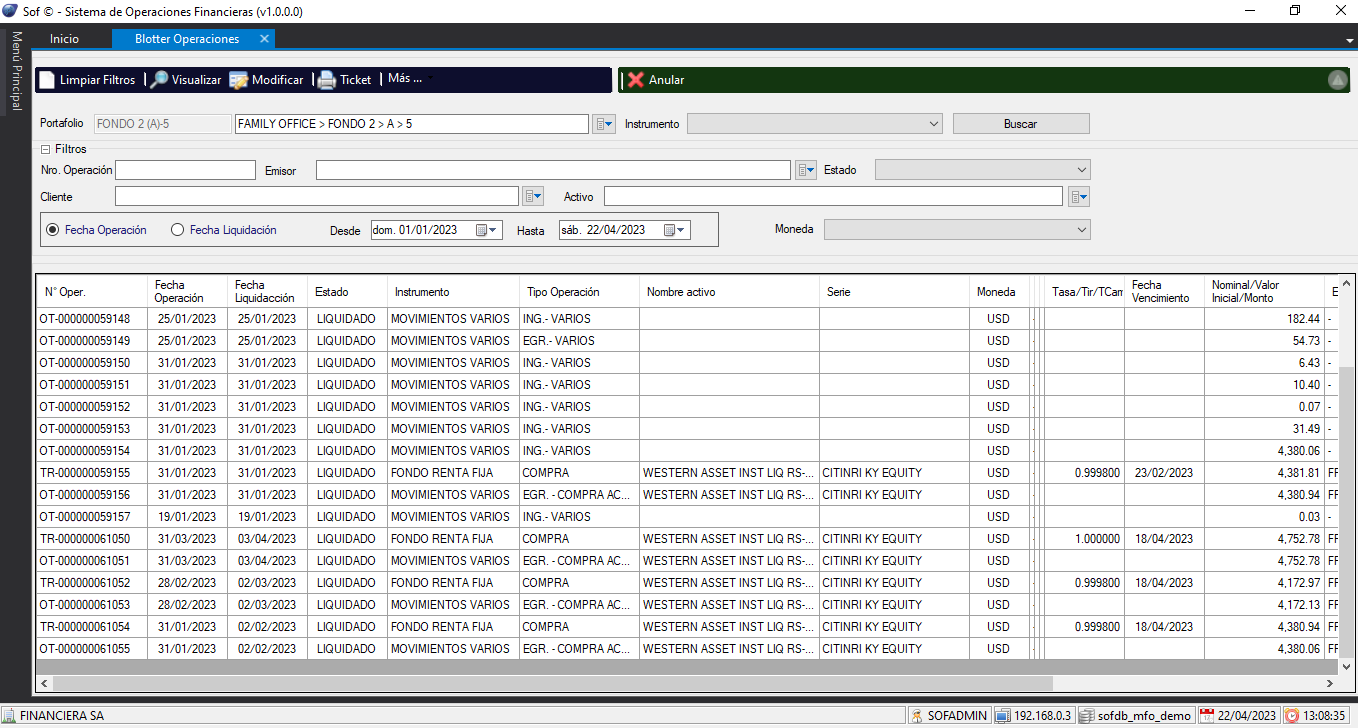 Sof © - Sistema de Operaciones Financieras (v1.0.0.0)
Menú Principal
Inicio Blotter Operaciones
Limpiar Filtros Visualizar Modificar Ticket Más ... Anular
Portafolio FONDO 2 (A)-5 FAMILY OFFICE > FONDO 2 > A > 5 Instrumento Buscar
Filtros
Nro. Operación Emisor Estado
Cliente Activo
Fecha Operación Fecha Liquidación Desde dom. 01/01/2023 Hasta sáb. 22/04/2023 Moneda
N° Oper. Fecha Operación Fecha Liquidacción Estado Instrumento Tipo Operación Nombre activo Serie Moneda Tasa/Tir/TCam Fecha Vencimiento Nominal/Valor Inicial/Monto E
OT-000000059148 25/01/2023 25/01/2023 LIQUIDADO MOVIMIENTOS VARIOS ING.- VARIOS USD 182.44 -
OT-000000059149 25/01/2023 25/01/2023 LIQUIDADO MOVIMIENTOS VARIOS EGR.- VARIOS USD 54.73 -
OT-000000059150 31/01/2023 31/01/2023 LIQUIDADO MOVIMIENTOS VARIOS ING.- VARIOS USD 6.43 -
OT-000000059151 31/01/2023 31/01/2023 LIQUIDADO MOVIMIENTOS VARIOS ING.- VARIOS USD 10.40 -
OT-000000059152 31/01/2023 31/01/2023 LIQUIDADO MOVIMIENTOS VARIOS ING.- VARIOS USD 0.07 -
OT-000000059153 31/01/2023 31/01/2023 LIQUIDADO MOVIMIENTOS VARIOS ING.- VARIOS USD 31.49 -
OT-000000059154 31/01/2023 31/01/2023 LIQUIDADO MOVIMIENTOS VARIOS ING.- VARIOS USD 4,380.06 -
TR-000000059155 31/01/2023 31/01/2023 LIQUIDADO FONDO RENTA FIJA COMPRA WESTERN ASSET INST LIQ RS-... CITINRI KY EQUITY USD 0.999800 23/02/2023 4,381.81 FF
OT-000000059156 31/01/2023 31/01/2023 LIQUIDADO MOVIMIENTOS VARIOS EGR. - COMPRA AC... WESTERN ASSET INST LIQ RS-... CITINRI KY EQUITY USD 4,380.94 FF
OT-000000059157 19/01/2023 19/01/2023 LIQUIDADO MOVIMIENTOS VARIOS ING.- VARIOS USD 0.03 -
TR-000000061050 31/03/2023 03/04/2023 LIQUIDADO FONDO RENTA FIJA COMPRA WESTERN ASSET INST LIQ RS-... CITINRI KY EQUITY USD 1.000000 18/04/2023 4,752.78 FF
OT-000000061051 31/03/2023 03/04/2023 LIQUIDADO MOVIMIENTOS VARIOS EGR. - COMPRA AC... WESTERN ASSET INST LIQ RS-... CITINRI KY EQUITY USD 4,752.78 FF
TR-000000061052 28/02/2023 02/03/2023 LIQUIDADO FONDO RENTA FIJA COMPRA WESTERN ASSET INST LIQ RS-... CITINRI KY EQUITY USD 0.999800 18/04/2023 4,172.97 FF
OT-000000061053 28/02/2023 02/03/2023 LIQUIDADO MOVIMIENTOS VARIOS EGR. - COMPRA AC... WESTERN ASSET INST LIQ RS-... CITINRI KY EQUITY USD 4,172.13 FF
TR-000000061054 31/01/2023 02/02/2023 LIQUIDADO FONDO RENTA FIJA COMPRA WESTERN ASSET INST LIQ RS-... CITINRI KY EQUITY USD 0.999800 18/04/2023 4,380.94 FF
OT-000000061055 31/01/2023 02/02/2023 LIQUIDADO MOVIMIENTOS VARIOS EGR. - COMPRA AC... WESTERN ASSET INST LIQ RS-... CITINRI KY EQUITY USD 4,380.06 FF
FINANCIERA SA SOFADMIN 192.168.0.3 sofdb_mfo_demo 22/04/2023 13:08:35